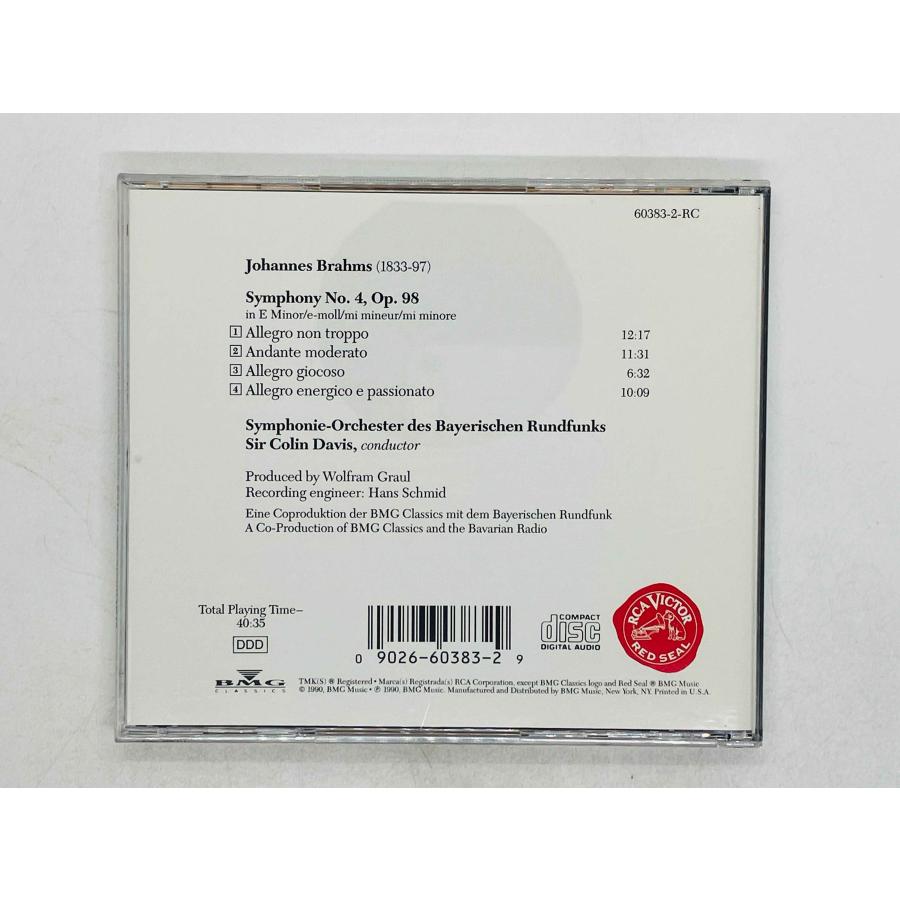 60383-2-RC
Johannes Brahms (1833-97)
Symphony No. 4, Op. 98
in E Minor/e-moll/mi mineur/mi minore
1 Allegro non troppo 12:17
2 Andante moderato 11:31
3 Allegro giocoso 6:32
4 Allegro energico e passionato 10:09
Symphonie-Orchester des Bayerischen Rundfunks
Sir Colin Davis, conductor
Produced by Wolfram Graul
Recording engineer: Hans Schmid
Eine Coproduktion der BMG Classics mit dem Bayerischen Rundfunk
A Co-Production of BMG Classics and the Bavarian Radio
Total Playing Time–
40:35
DDD
BMG
CLASSICS
0 9026-60383-2 9
COMPACT
disc
DIGITAL AUDIO
RCA VICTOR
RED SEAL
TMK(S) ® Registered • Marca(s) Registrada(s) RCA Corporation, except BMG Classics logo and Red Seal ® BMG Music
© 1990, BMG Music • ℗ 1990, BMG Music. Manufactured and Distributed by BMG Music, New York, NY. Printed in U.S.A.